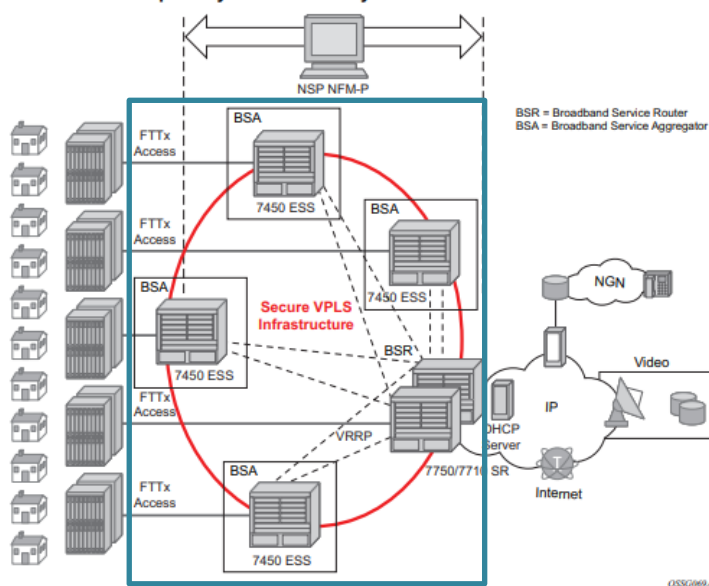 NSP NFM-P
BSR = Broadband Service Router
BSA = Broadband Service Aggregator
BSA
FTTx
Access
7450 ESS
BSA
FTTx
Access
7450 ESS
NGN
BSA
Secure VPLS
Infrastructure
BSR
7450 ESS
Video
FTTx
Access
IP
DHCP
Server
VRRP
7750/7710 SR
T
Internet
BSA
FTTx
Access
7450 ESS